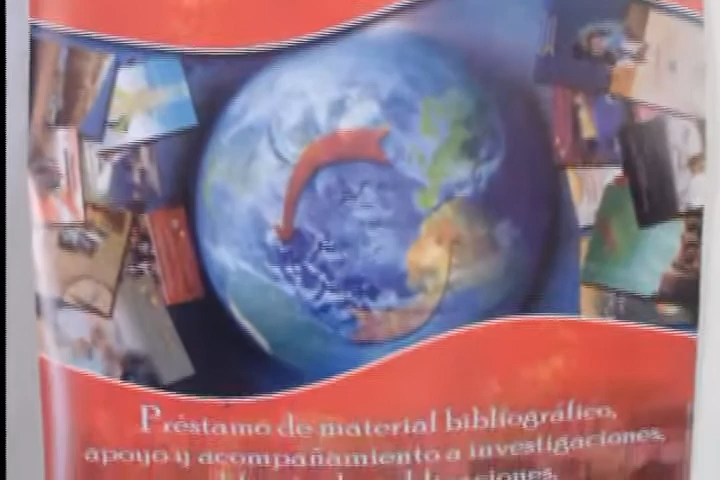 Préstamo de material bibliográfico,
apoyo y acompañamiento a investigaciones,